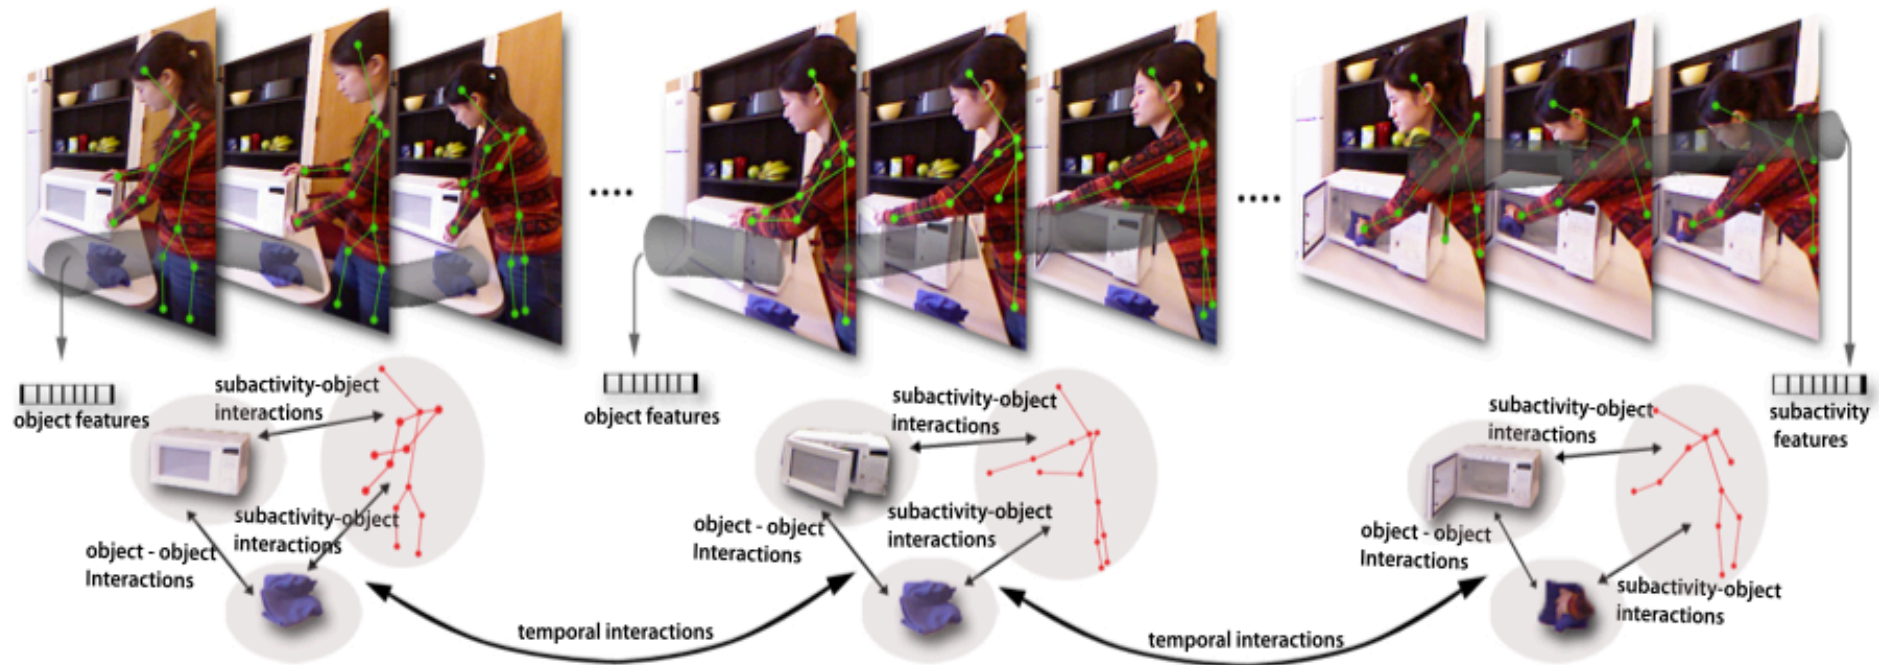 ....
....
object features
subactivity-object
interactions
subactivity-object
interactions
object - object
Interactions
temporal interactions
object features
subactivity-object
interactions
subactivity-object
interactions
object - object
Interactions
temporal interactions
subactivity
features
subactivity-object
interactions
object - object
Interactions
subactivity-object
interactions